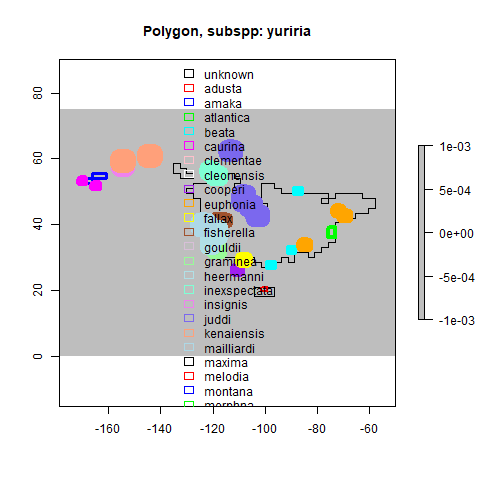 Polygon, subspp: yuriria
unknown
adusta
amaka
atlantica
beata
caurina
clementae
cleonensis
cooperi
euphonia
fallax
fisherella
gouldii
graminea
heermanni
inexspectata
insignis
juddi
kenaiensis
mailliardi
maxima
melodia
montana
morphna
80
60
40
20
0
-160
-140
-120
-100
-80
-60
1e-03
5e-04
0e+00
-5e-04
-1e-03